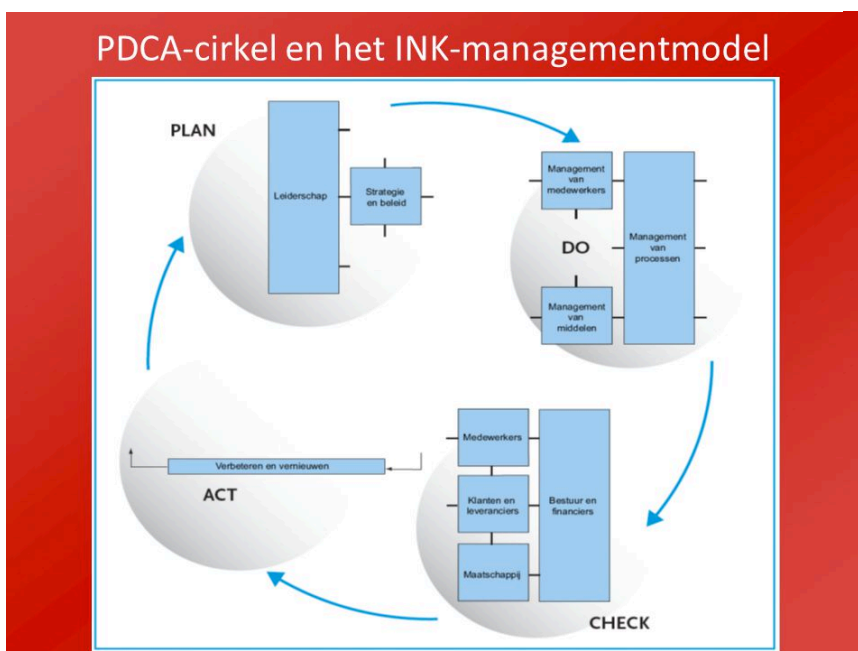 PDCA-cirkel en het INK-managementmodel
PLAN
Leiderschap
Strategie
en beleid
Management
van
medewerkers
DO
Management
van
processen
Management
van
middelen
Medewerkers
Klanten en
leveranciers
Bestuur en
financiers
Maatschappij
CHECK
Verbeteren en vernieuwen
ACT